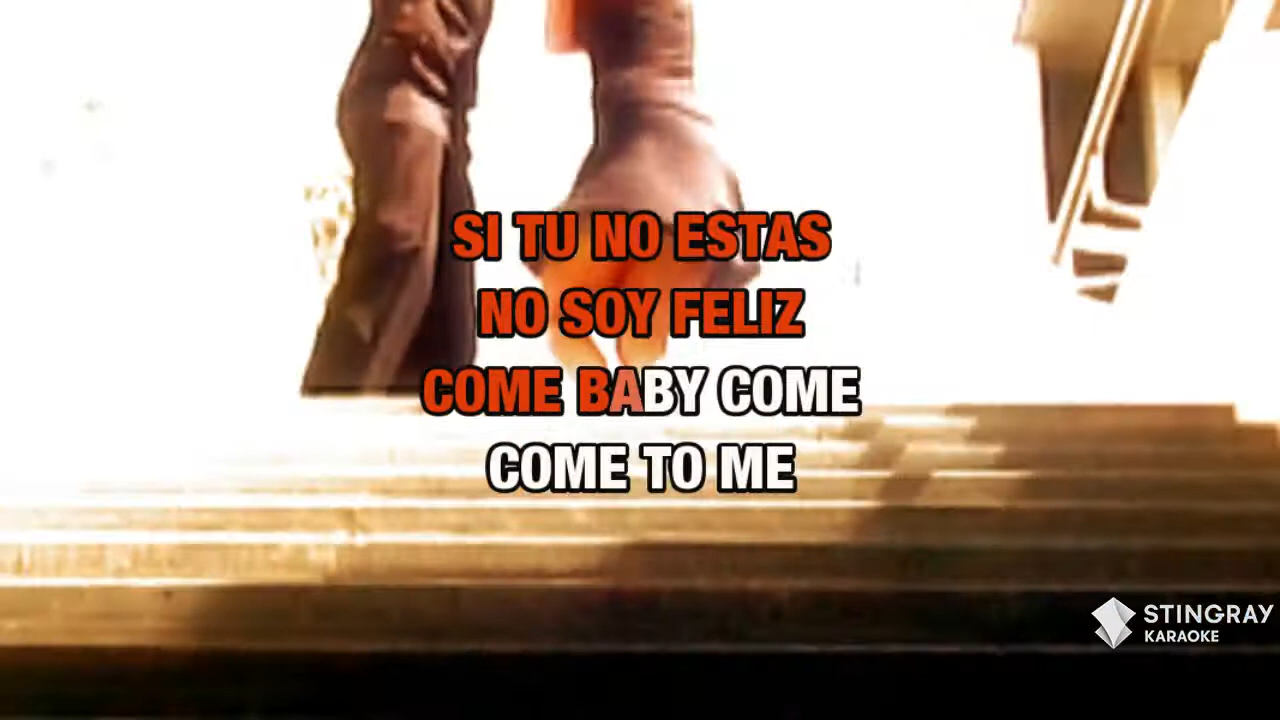 SI TU NO ESTAS
NO SOY FELIZ
COME BABY COME
COME TO ME
STINGRAY
KARAOKE